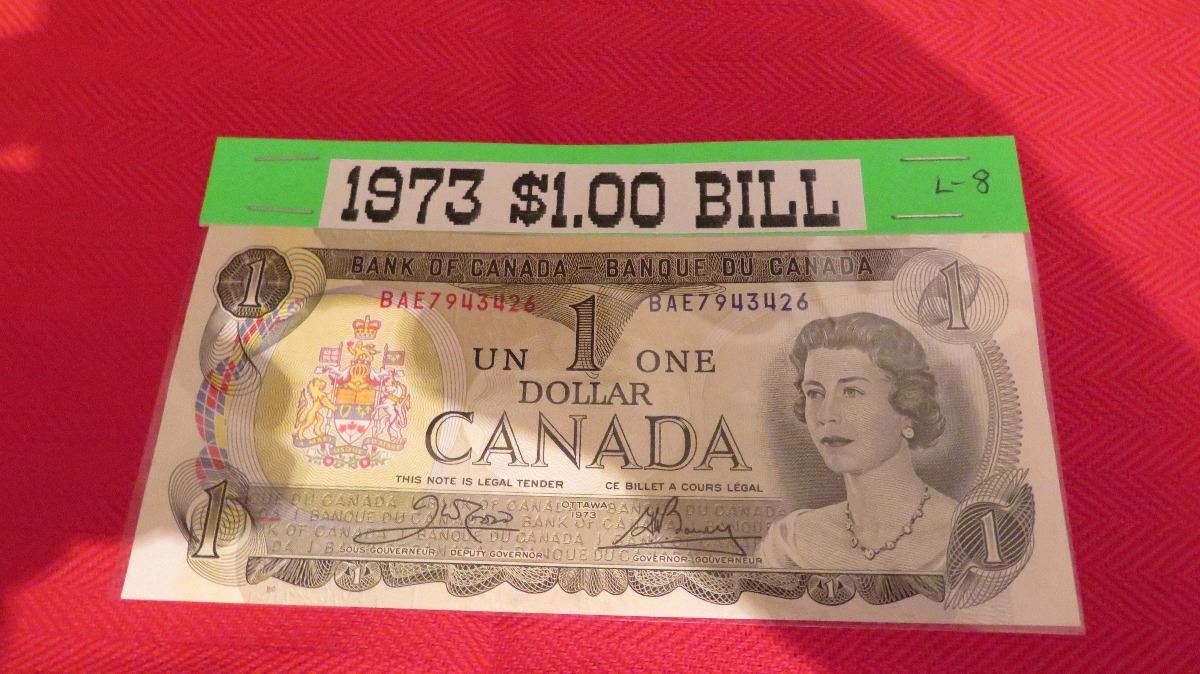 1973 $1.00 BILL
L-8
1
BANK OF CANADA – BANQUE DU CANADA
1
BAE7943426
1
BAE7943426
UN
ONE
DOLLAR
CANADA
THIS NOTE IS LEGAL TENDER
CE BILLET A COURS LÉGAL
OTTAWA
1973
SOUS-GOUVERNEUR
DEPUTY GOVERNOR
GOVERNOR-GOUVERNEUR
1
1
1
1